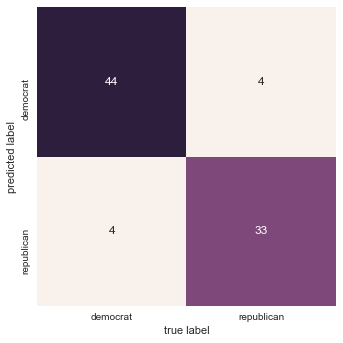 predicted label
democrat
44
4
republican
4
33
democrat
republican
true label